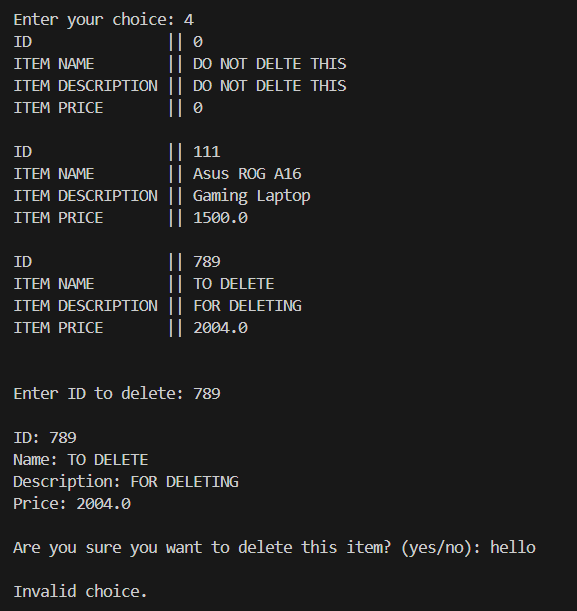 Enter your choice: 4
ID || 0
ITEM NAME || DO NOT DELTE THIS
ITEM DESCRIPTION || DO NOT DELTE THIS
ITEM PRICE || 0
ID || 111
ITEM NAME || Asus ROG A16
ITEM DESCRIPTION || Gaming Laptop
ITEM PRICE || 1500.0
ID || 789
ITEM NAME || TO DELETE
ITEM DESCRIPTION || FOR DELETING
ITEM PRICE || 2004.0
Enter ID to delete: 789
ID: 789
Name: TO DELETE
Description: FOR DELETING
Price: 2004.0
Are you sure you want to delete this item? (yes/no): hello
Invalid choice.